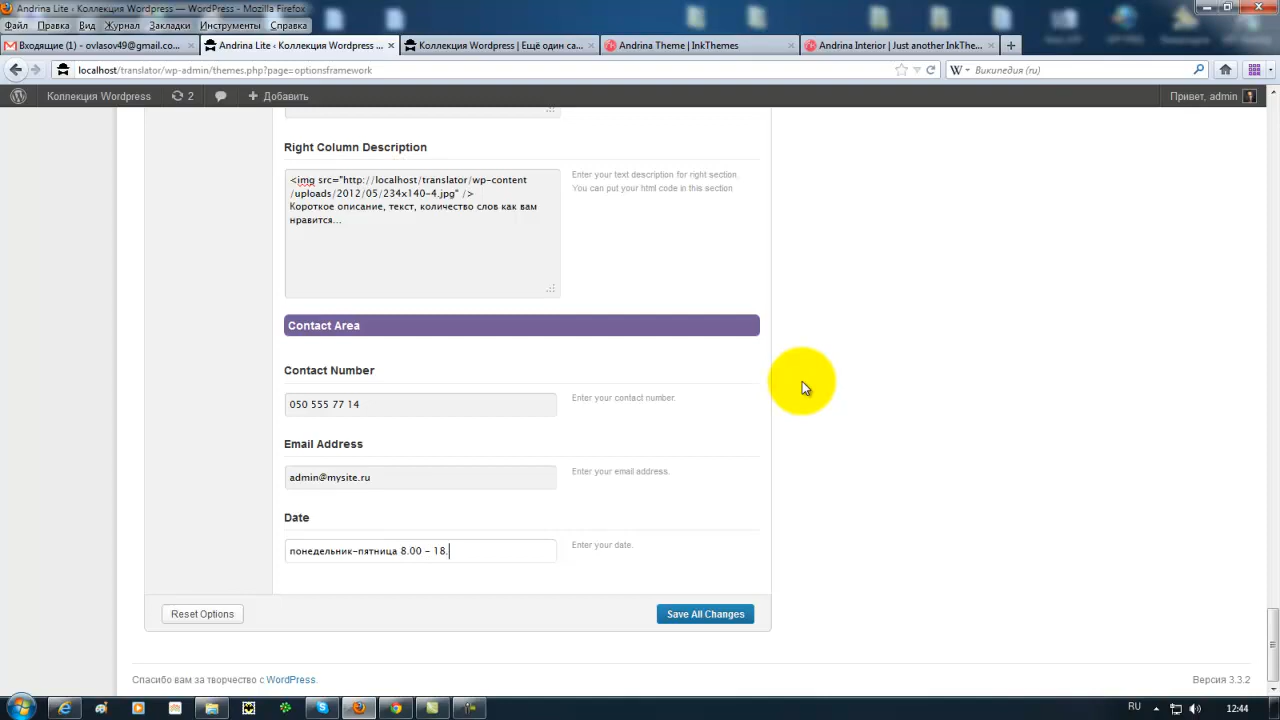 Andrina Lite ‹ Коллекция Wordpress — WordPress - Mozilla Firefox
Файл Правка Вид Журнал Закладки Инструменты Справка
Входящие (1) - ovlasov49@gmail.co... × Andrina Lite ‹ Коллекция Wordpress ... × Коллекция Wordpress | Ещё один са... × Andrina Theme | InkThemes × Andrina Interior | Just another InkThe... × +
localhost/translator/wp-admin/themes.php?page=optionsframework
W Википедия (ru)
Коллекция Wordpress 2 + Добавить Привет, admin
Right Column Description
<img src="http://localhost/translator/wp-content
/uploads/2012/05/234x140-4.jpg" />
Короткое описание, текст, количество слов как вам
нравится...
Enter your text description for right section.
You can put your html code in this section
Contact Area
Contact Number
050 555 77 14
Enter your contact number.
Email Address
admin@mysite.ru
Enter your email address.
Date
понедельник-пятница 8.00 - 18.
Enter your date.
Reset Options Save All Changes
Спасибо вам за творчество с WordPress. Версия 3.3.2
RU 12:44